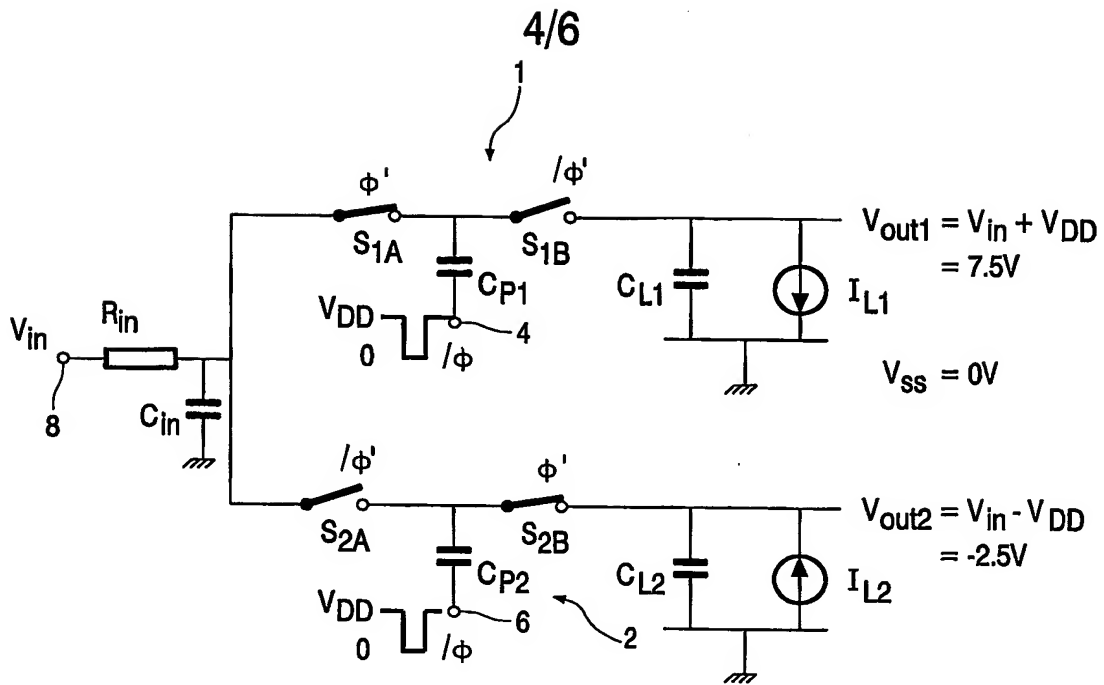 4/6
1
ϕ'
/ϕ'
S1A
S1B
Vout1 = Vin + VDD
= 7.5V
CP1
CL1
IL1
VDD
0
/ϕ
4
Vin
Rin
8
Cin
Vss = 0V
/ϕ'
ϕ'
S2A
S2B
Vout2 = Vin - VDD
= -2.5V
CP2
CL2
IL2
VDD
0
/ϕ
6
2